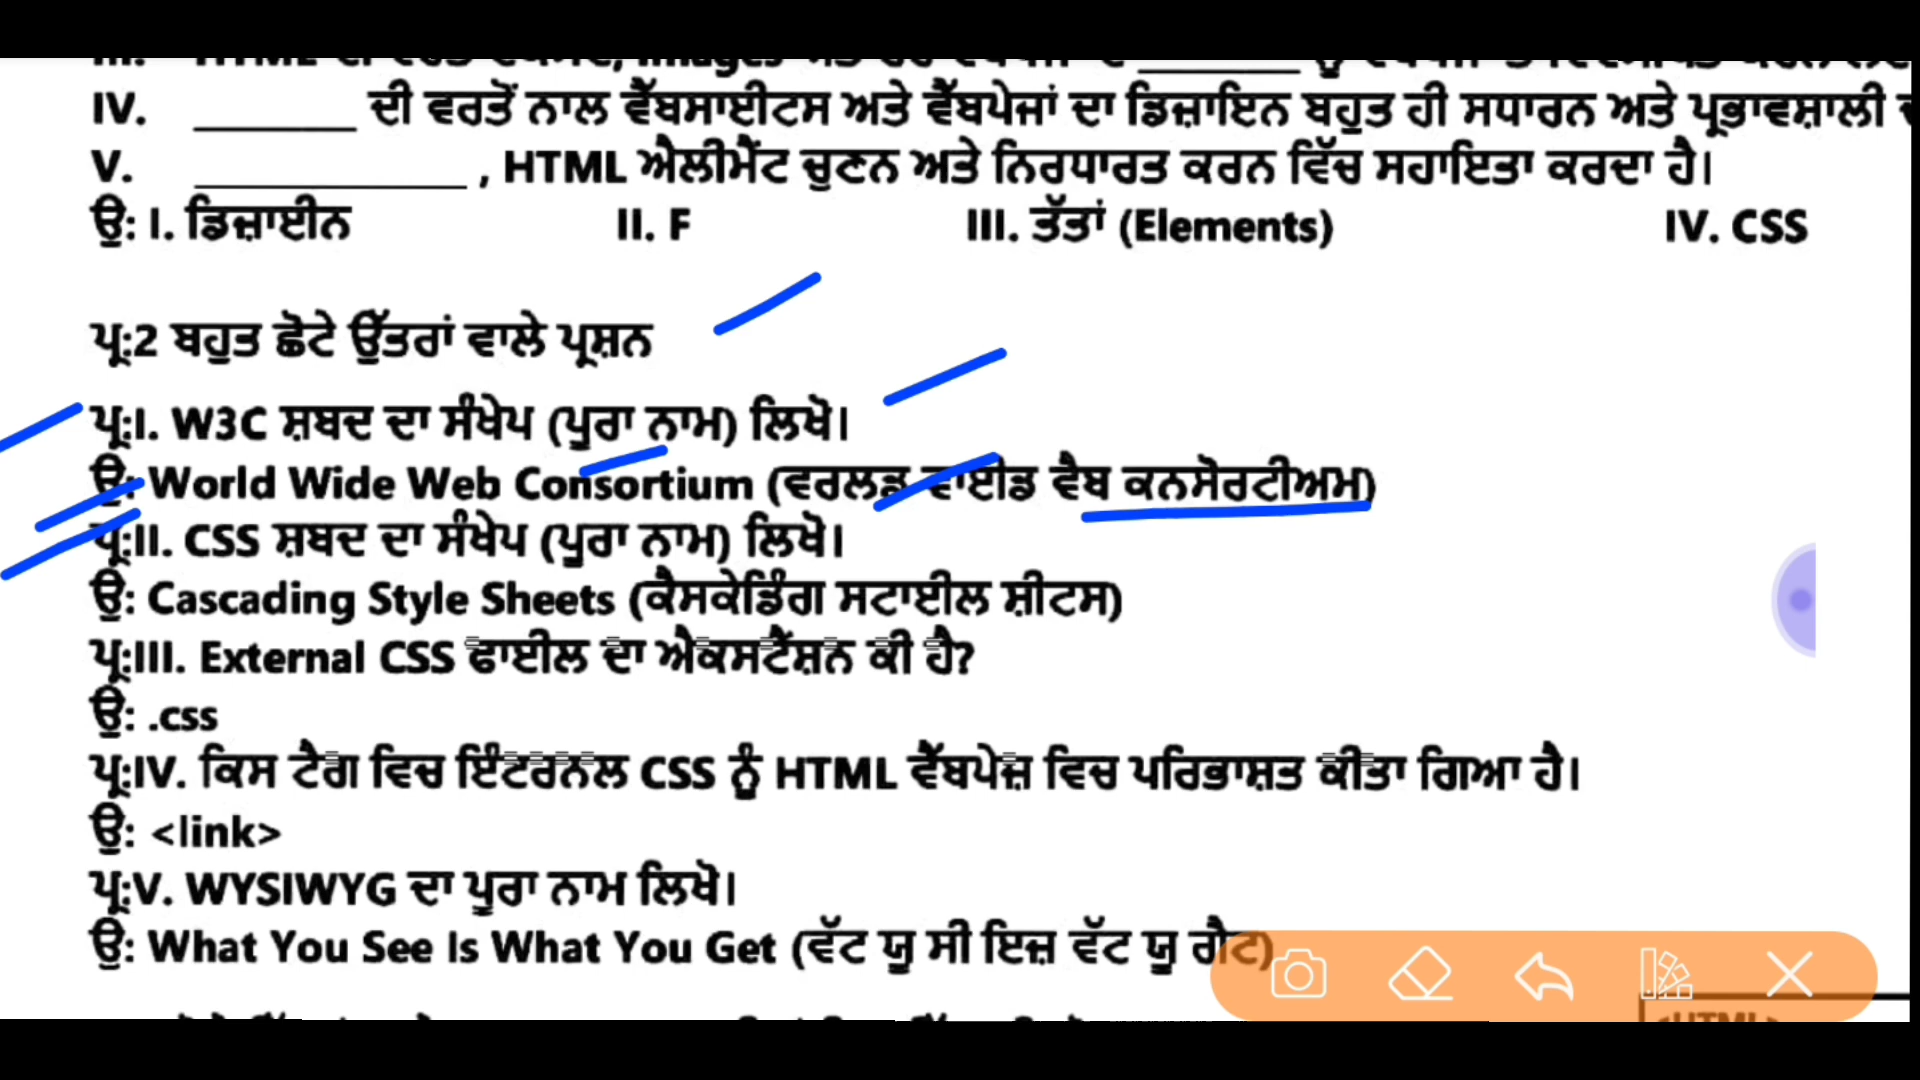 IV. ________ ਦੀ ਵਰਤੋਂ ਨਾਲ ਵੈੱਬਸਾਈਟਸ ਅਤੇ ਵੈੱਬਪੇਜਾਂ ਦਾ ਡਿਜ਼ਾਇਨ ਬਹੁਤ ਹੀ ਸਧਾਰਨ ਅਤੇ ਪ੍ਰਭਾਵਸ਼ਾਲੀ
V. _____________ , HTML ਐਲੀਮੈਂਟ ਚੁਣਨ ਅਤੇ ਨਿਰਧਾਰਤ ਕਰਨ ਵਿੱਚ ਸਹਾਇਤਾ ਕਰਦਾ ਹੈ।
ਉ: I. ਡਿਜ਼ਾਈਨ II. F III. ਤੱਤਾਂ (Elements) IV. CSS
ਪ੍ਰ:2 ਬਹੁਤ ਛੋਟੇ ਉੱਤਰਾਂ ਵਾਲੇ ਪ੍ਰਸ਼ਨ
ਪ੍ਰ:I. W3C ਸ਼ਬਦ ਦਾ ਸੰਖੇਪ (ਪੂਰਾ ਨਾਮ) ਲਿਖੋ।
ਉ: World Wide Web Consortium (ਵਰਲਡ ਵਾਈਡ ਵੈਬ ਕਨਸੋਰਟੀਅਮ)
ਪ੍ਰ:II. CSS ਸ਼ਬਦ ਦਾ ਸੰਖੇਪ (ਪੂਰਾ ਨਾਮ) ਲਿਖੋ।
ਉ: Cascading Style Sheets (ਕੈਸਕੇਡਿੰਗ ਸਟਾਈਲ ਸ਼ੀਟਸ)
ਪ੍ਰ:III. External CSS ਫਾਈਲ ਦਾ ਐਕਸਟੈਂਸ਼ਨ ਕੀ ਹੈ?
ਉ: .css
ਪ੍ਰ:IV. ਕਿਸ ਟੈਗ ਵਿਚ ਇੰਟਰਨਲ CSS ਨੂੰ HTML ਵੈੱਬਪੇਜ਼ ਵਿਚ ਪਰਿਭਾਸ਼ਤ ਕੀਤਾ ਗਿਆ ਹੈ।
ਉ: <link>
ਪ੍ਰ:V. WYSIWYG ਦਾ ਪੂਰਾ ਨਾਮ ਲਿਖੋ।
ਉ: What You See Is What You Get (ਵੱਟ ਯੂ ਸੀ ਇਜ਼ ਵੱਟ ਯੂ ਗੈਟ)